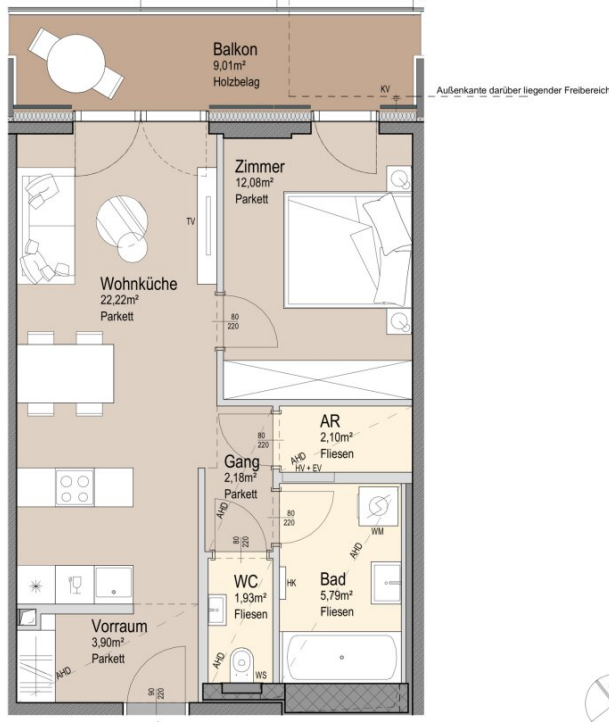 Balkon
9,01m²
Holzbelag
KV
Außenkante darüber liegender Freibereich
Zimmer
12,08m²
Parkett
TV
Wohnküche
22,22m²
Parkett
80
220
AR
2,10m²
Fliesen
80
220
AHD
HV + EV
Gang
2,18m²
Parkett
AHD
80
220
WM
AHD
80
220
HK
WC
1,93m²
Fliesen
Bad
5,79m²
Fliesen
Vorraum
3,90m²
Parkett
AHD
AHD
WS
90
220